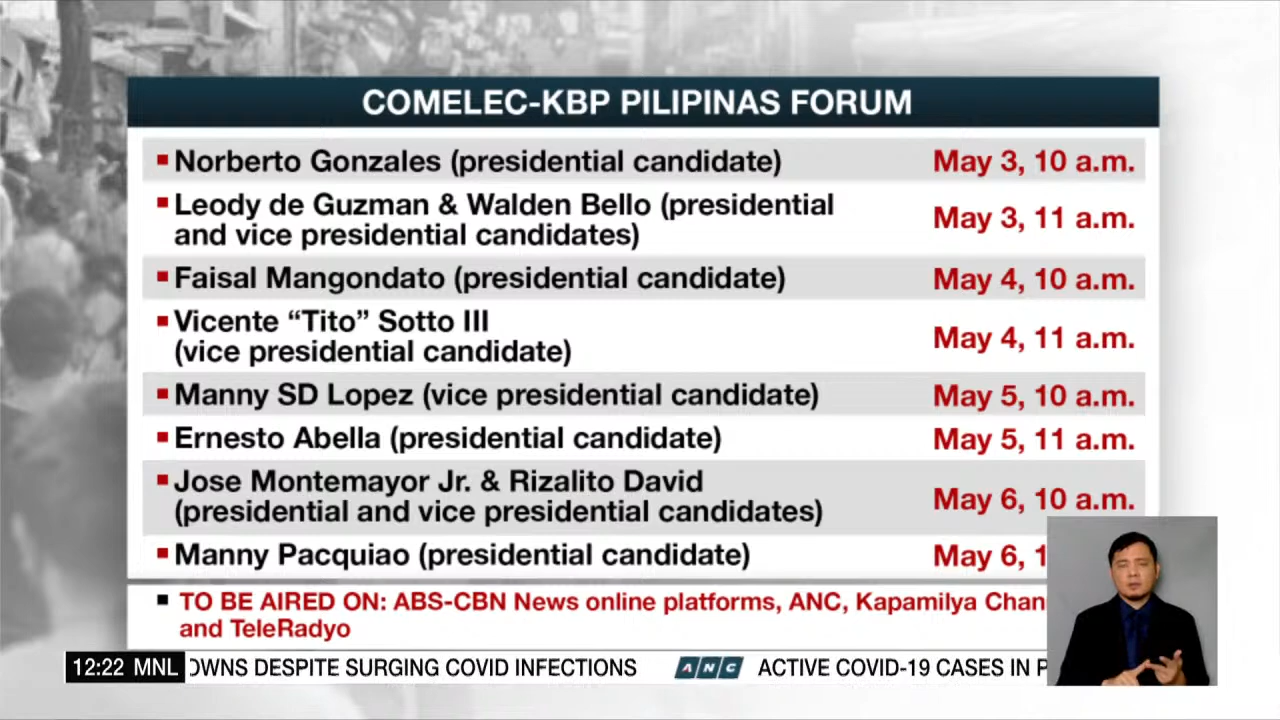 COMELEC-KBP PILIPINAS FORUM
Norberto Gonzales (presidential candidate) May 3, 10 a.m.
Leody de Guzman & Walden Bello (presidential
and vice presidential candidates) May 3, 11 a.m.
Faisal Mangondato (presidential candidate) May 4, 10 a.m.
Vicente “Tito” Sotto III
(vice presidential candidate) May 4, 11 a.m.
Manny SD Lopez (vice presidential candidate) May 5, 10 a.m.
Ernesto Abella (presidential candidate) May 5, 11 a.m.
Jose Montemayor Jr. & Rizalito David
(presidential and vice presidential candidates) May 6, 10 a.m.
Manny Pacquiao (presidential candidate) May 6,
TO BE AIRED ON: ABS-CBN News online platforms, ANC, Kapamilya
and TeleRadyo
12:22 MNL DESPITE SURGING COVID INFECTIONS ANC ACTIVE COVID-19 CASES IN